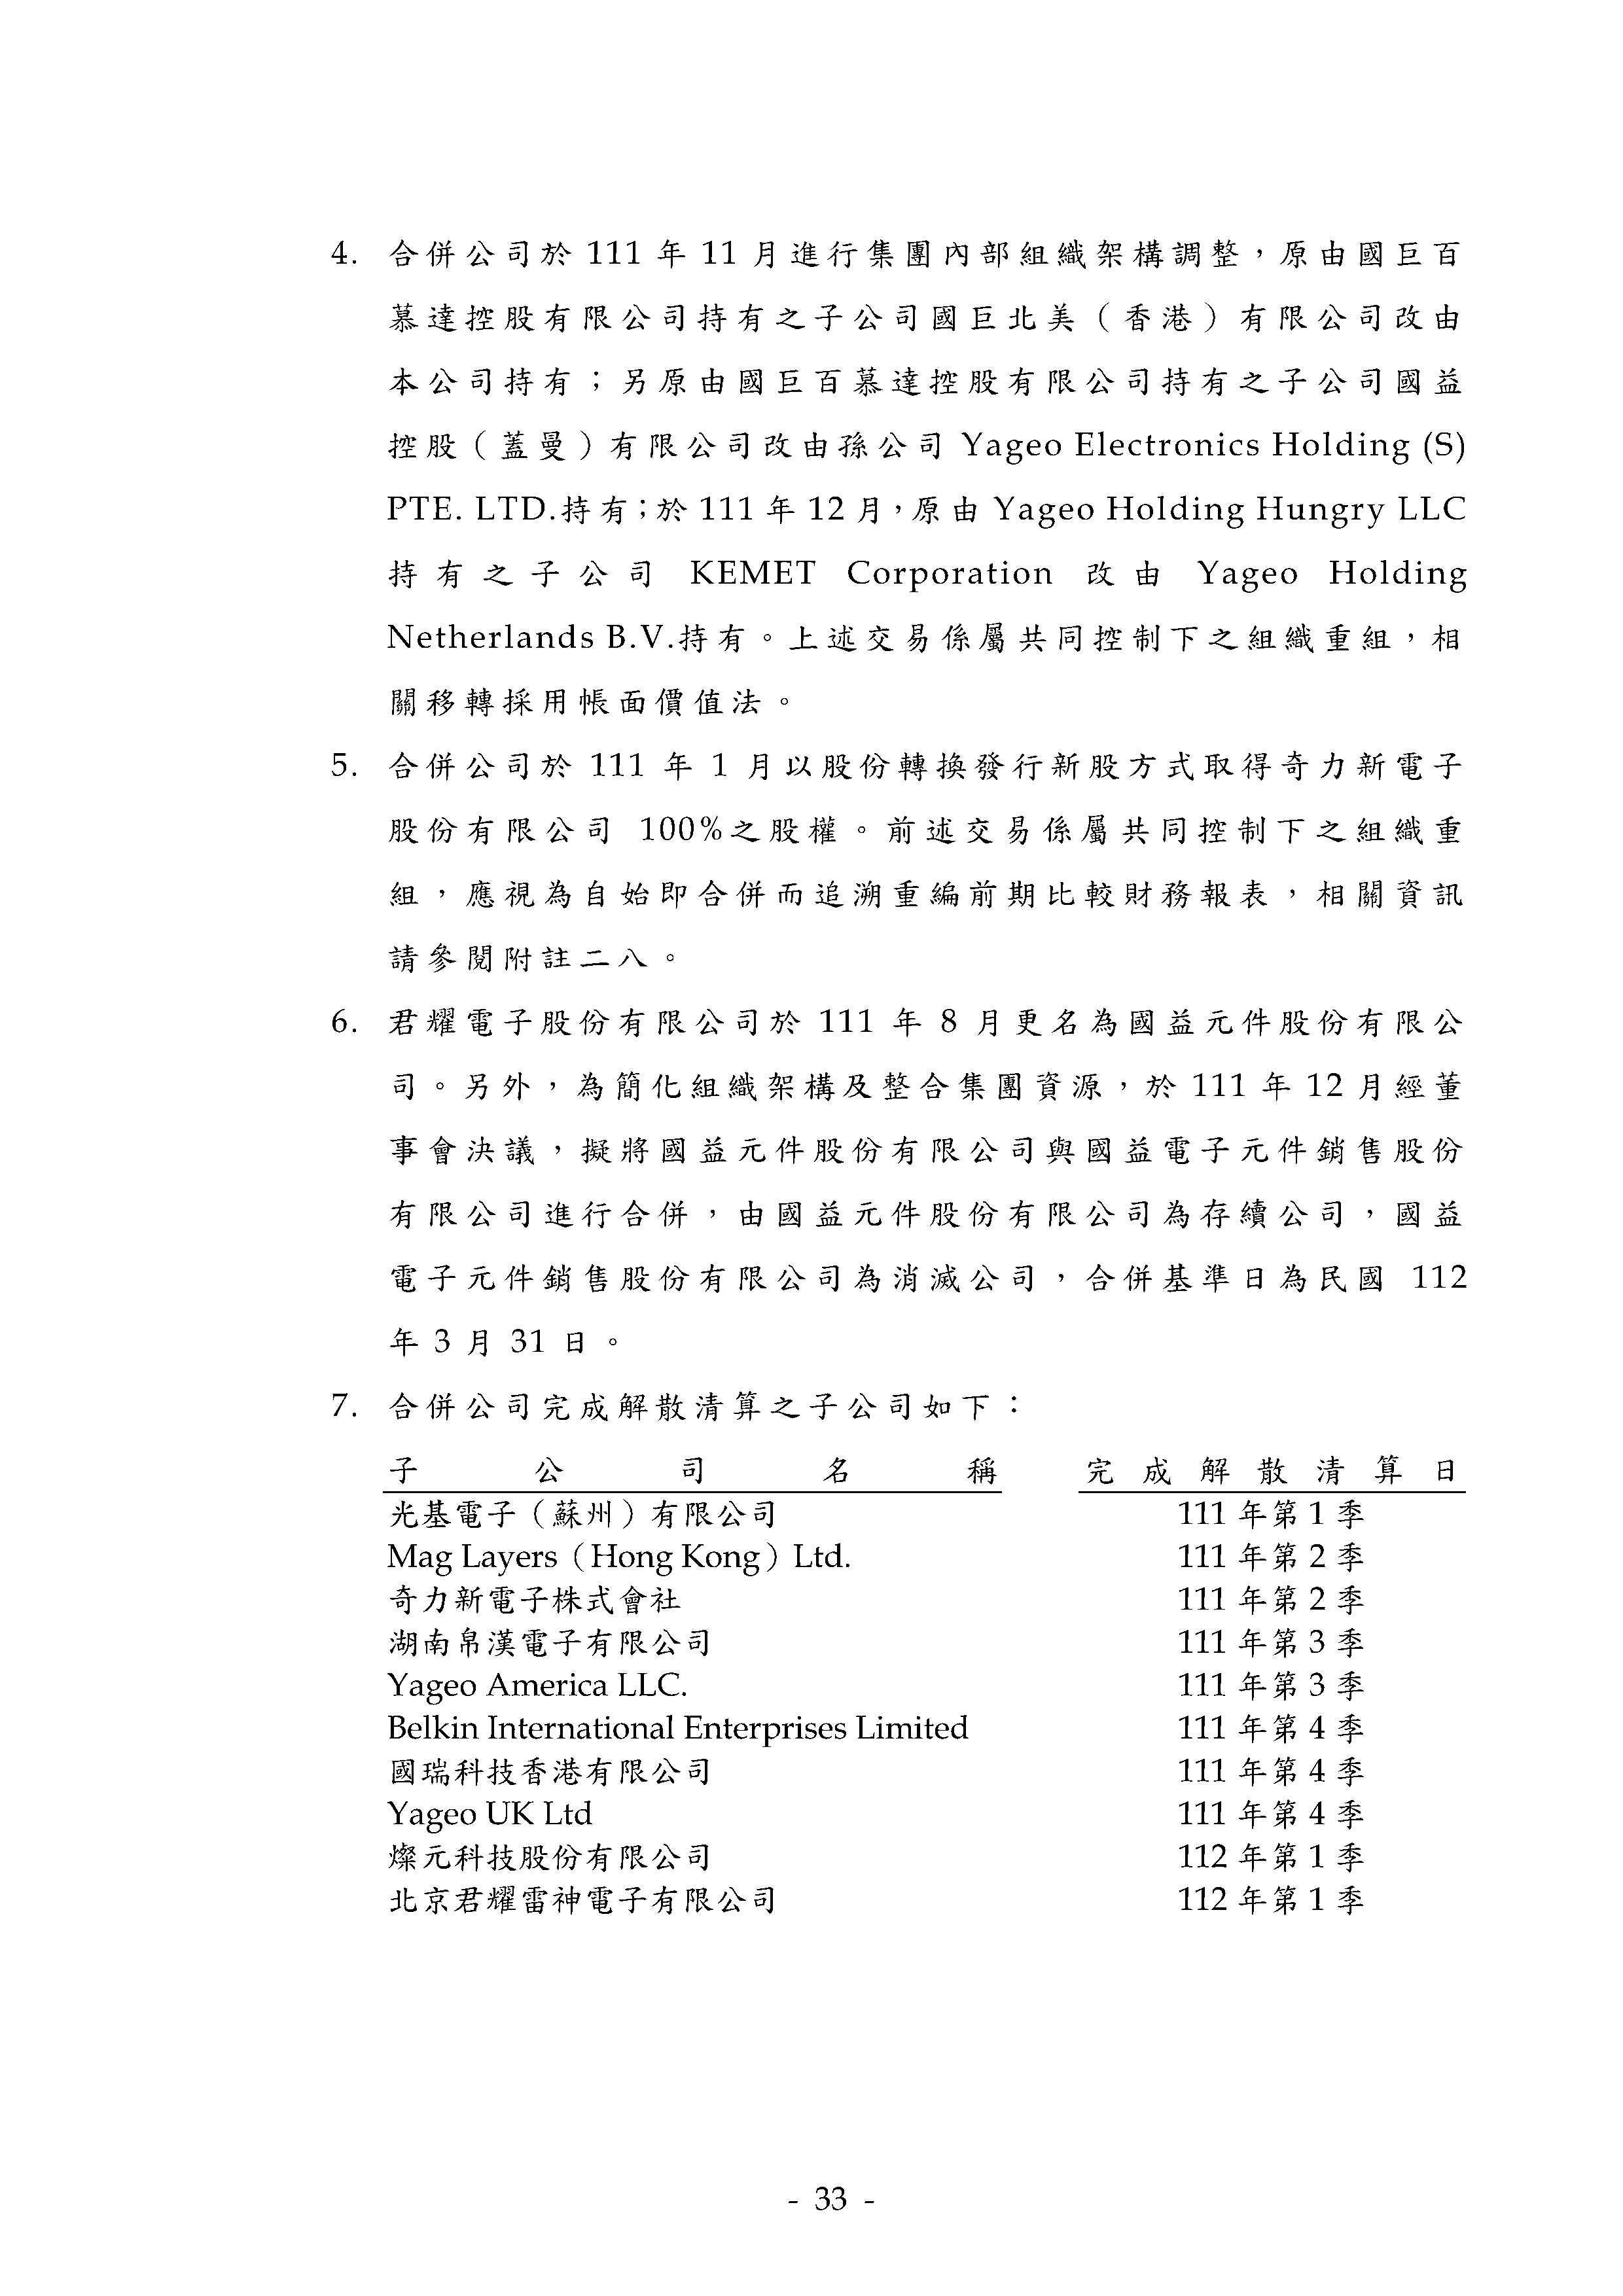 4. 合併公司於 111 年 11 月進行集團內部組織架構調整，原由國巨百
慕達控股有限公司持有之子公司國巨北美（香港）有限公司改由
本公司持有；另原由國巨百慕達控股有限公司持有之子公司國益
控股（蓋曼）有限公司改由孫公司 Yageo Electronics Holding (S)
PTE. LTD.持有；於 111 年 12 月，原由 Yageo Holding Hungry LLC
持有之子公司 KEMET Corporation 改由 Yageo Holding
Netherlands B.V.持有。上述交易係屬共同控制下之組織重組，相
關移轉採用帳面價值法。
5. 合併公司於 111 年 1 月以股份轉換發行新股方式取得奇力新電子
股份有限公司 100%之股權。前述交易係屬共同控制下之組織重
組，應視為自始即合併而追溯重編前期比較財務報表，相關資訊
請參閱附註二八。
6. 君耀電子股份有限公司於 111 年 8 月更名為國益元件股份有限公
司。另外，為簡化組織架構及整合集團資源，於 111 年 12 月經董
事會決議，擬將國益元件股份有限公司與國益電子元件銷售股份
有限公司進行合併，由國益元件股份有限公司為存續公司，國益
電子元件銷售股份有限公司為消滅公司，合併基準日為民國 112
年 3 月 31 日。
7. 合併公司完成解散清算之子公司如下：
子公司名稱 完成解散清算日
光基電子（蘇州）有限公司 111 年第 1 季
Mag Layers（Hong Kong）Ltd. 111 年第 2 季
奇力新電子株式會社 111 年第 2 季
湖南帛漢電子有限公司 111 年第 3 季
Yageo America LLC. 111 年第 3 季
Belkin International Enterprises Limited 111 年第 4 季
國瑞科技香港有限公司 111 年第 4 季
Yageo UK Ltd 111 年第 4 季
燦元科技股份有限公司 112 年第 1 季
北京君耀雷神電子有限公司 112 年第 1 季
- 33 -